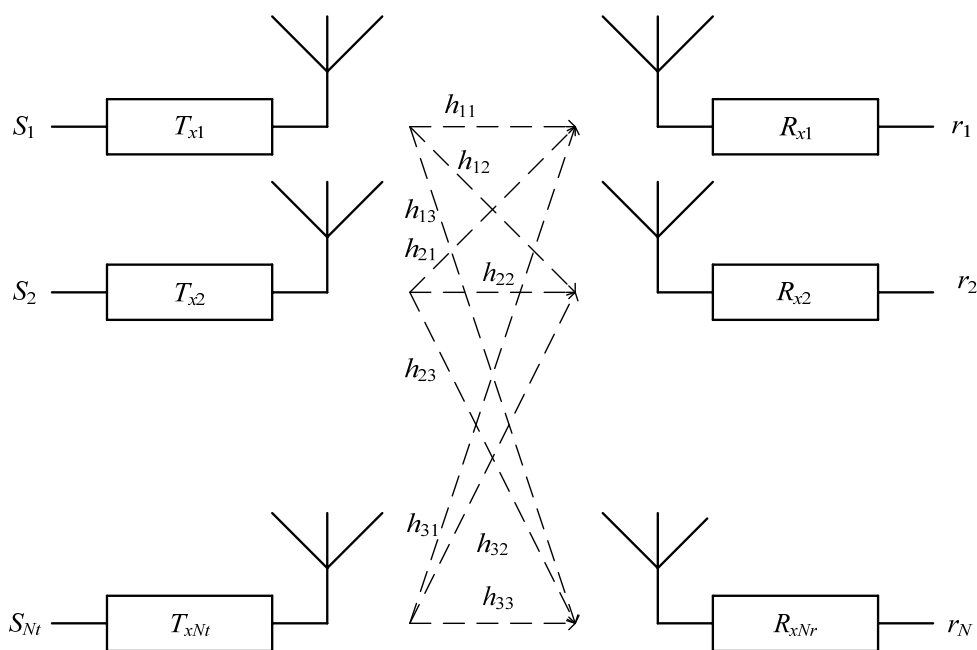 S1 Tx1 h11 Rx1 r1
h12
h13
h21
S2 Tx2 h22 Rx2 r2
h23
h31
h32
SNt TxNt h33 RxNr rN